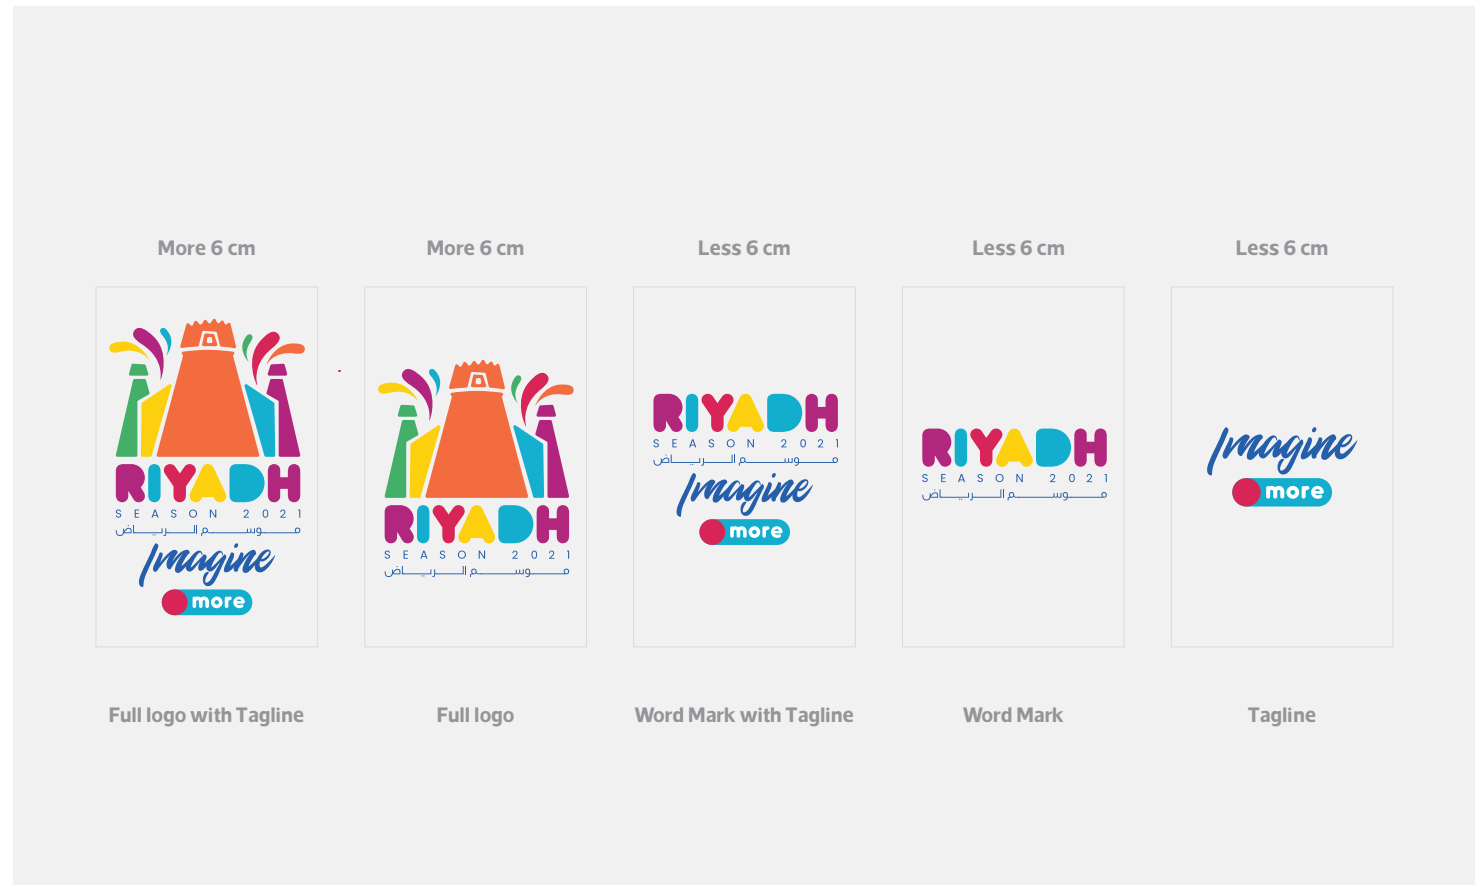 More 6 cm
More 6 cm
Less 6 cm
Less 6 cm
Less 6 cm
RIYADH
SEASON 2021
موسم الرياض
Imagine
more
RIYADH
SEASON 2021
موسم الرياض
RIYADH
SEASON 2021
موسم الرياض
Imagine
more
RIYADH
SEASON 2021
موسم الرياض
Imagine
more
Full logo with Tagline
Full logo
Word Mark with Tagline
Word Mark
Tagline